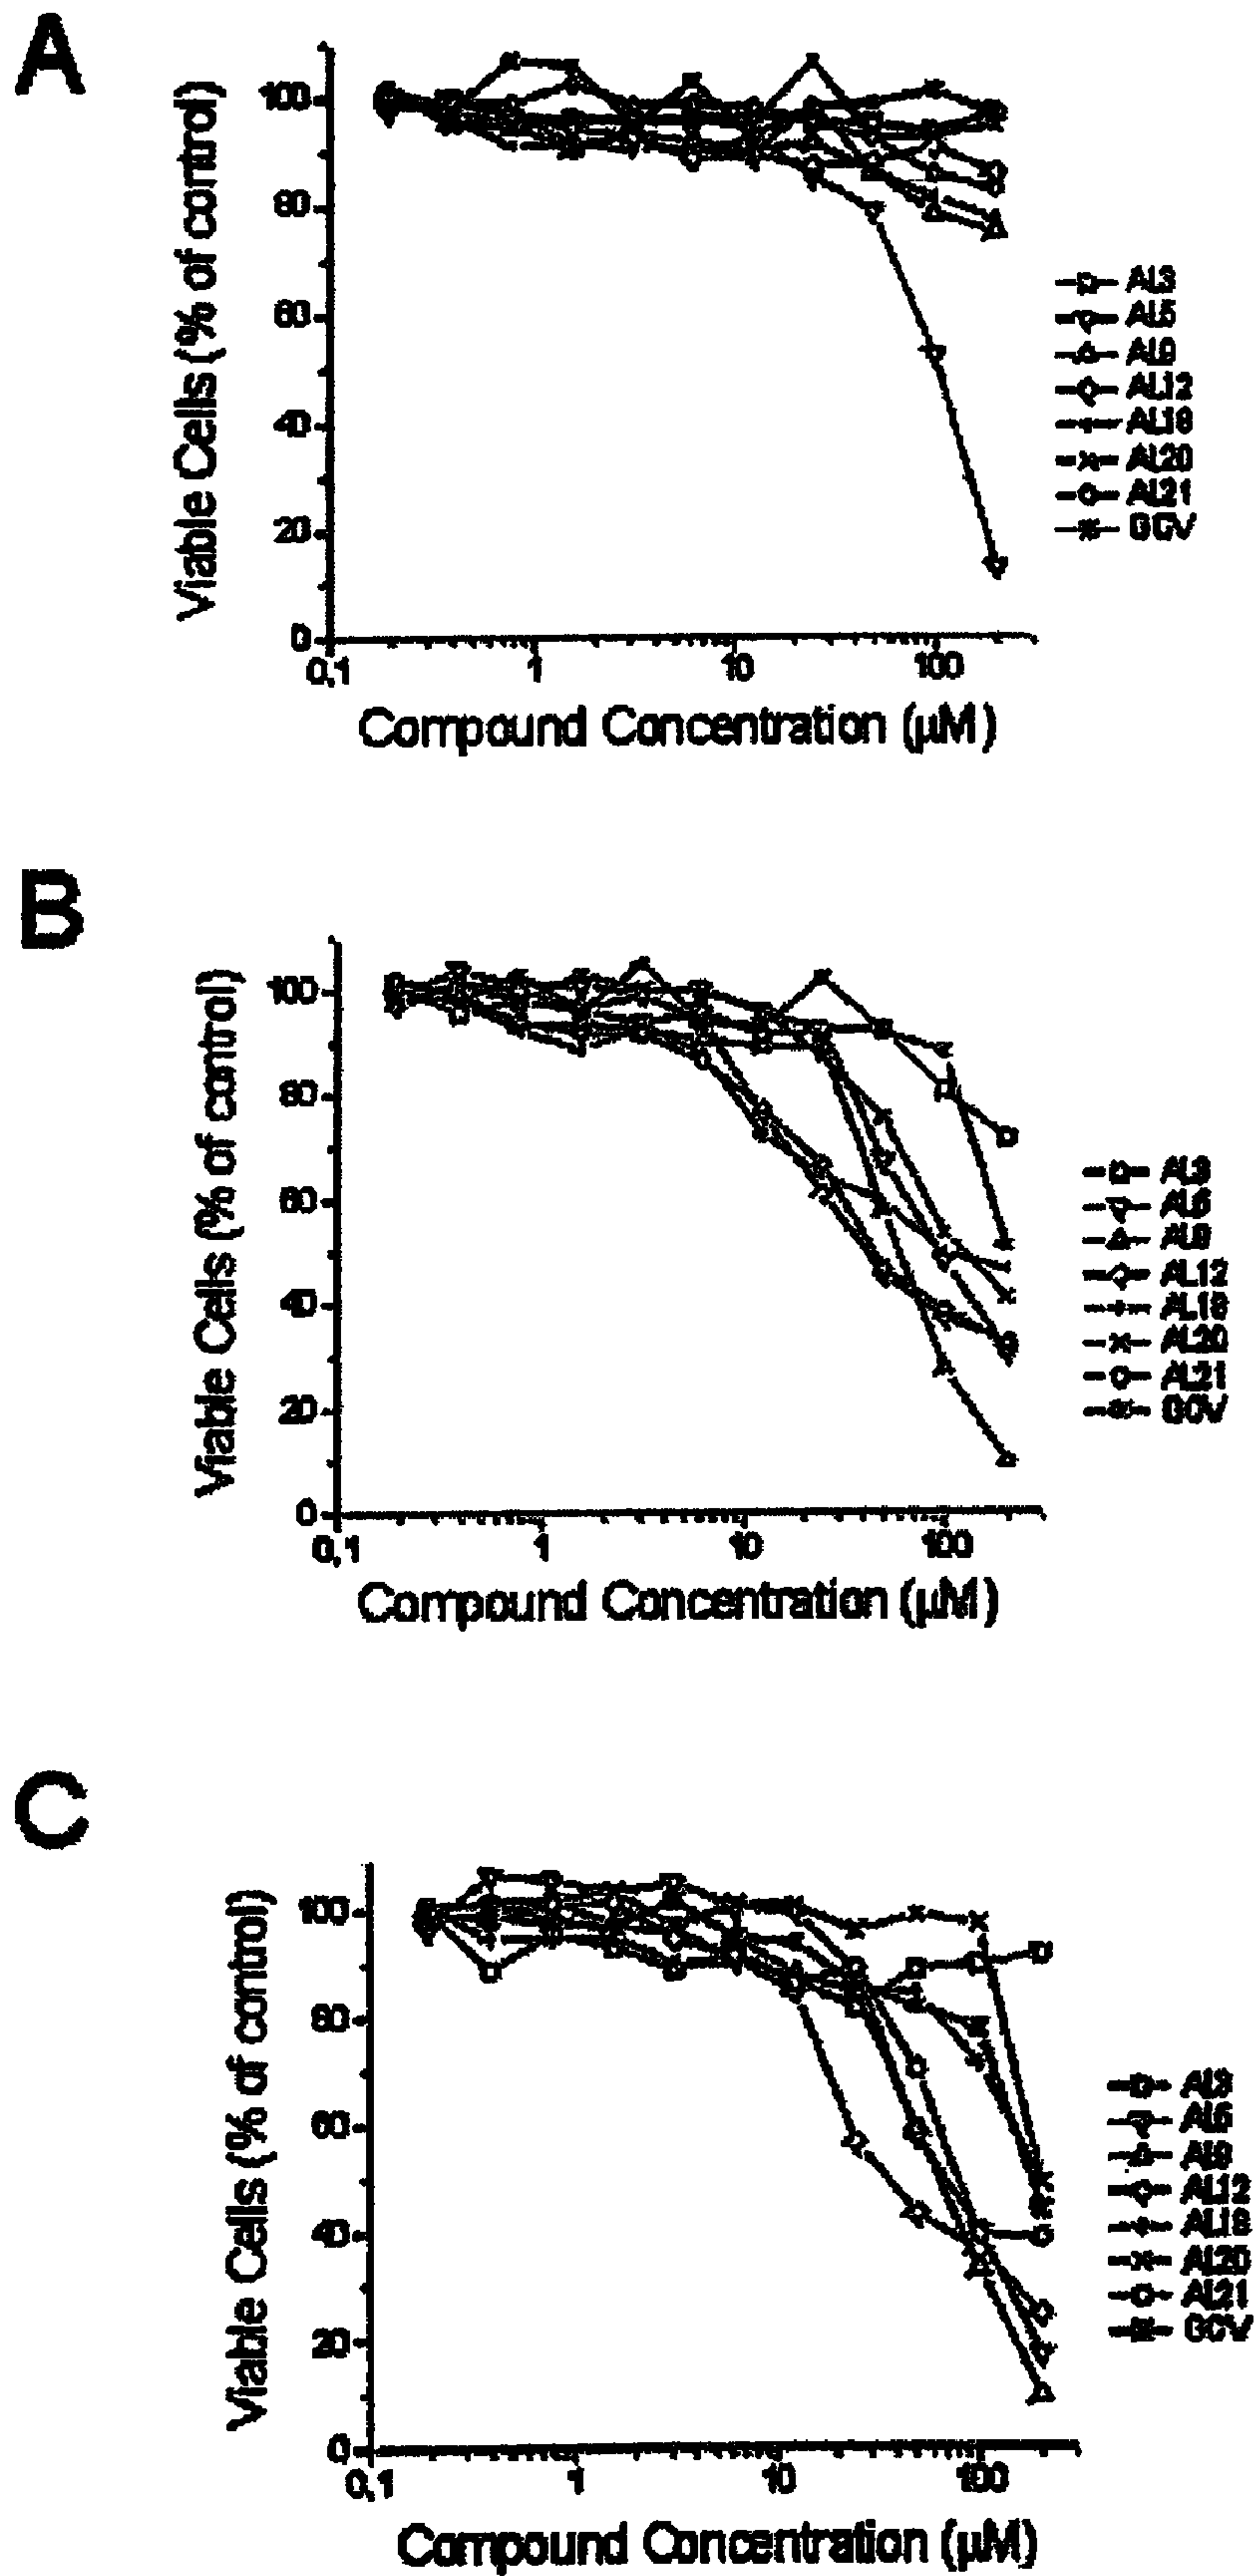 A
Viable Cells (% of control)
100
80
60
40
20
0
0.1
1
10
100
Compound Concentration (µM)
AL3
AL5
AL9
AL12
AL18
AL20
AL21
GCV
B
Viable Cells (% of control)
100
80
60
40
20
0
0.1
1
10
100
Compound Concentration (µM)
AL3
AL5
AL9
AL12
AL18
AL20
AL21
GCV
C
Viable Cells (% of control)
100
80
60
40
20
0
0.1
1
10
100
Compound Concentration (µM)
AL3
AL5
AL9
AL12
AL18
AL20
AL21
GCV